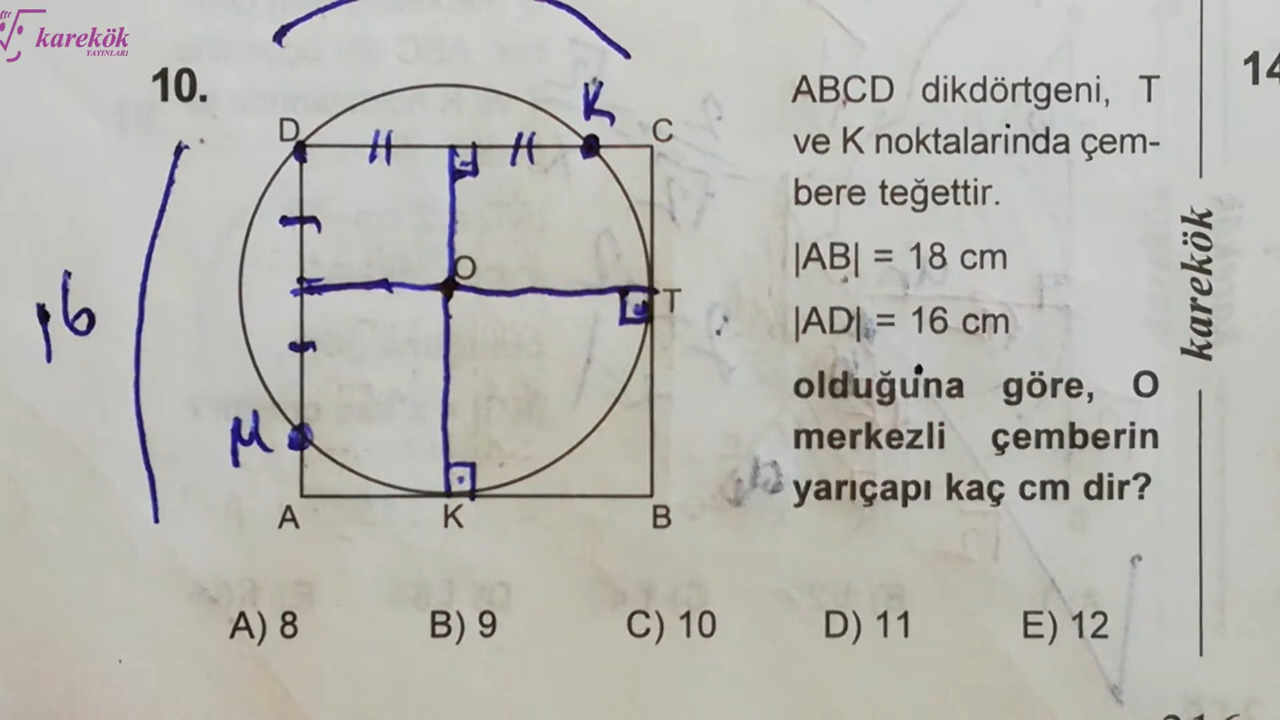 karekök
YAYINLARI
10.
K
D
C
O
T
M
A
K
B
16
ABCD dikdörtgeni, T
ve K noktalarinda çem-
bere teğettir.
|AB| = 18 cm
|AD| = 16 cm
olduğuna göre, O
merkezli çemberin
yarıçapı kaç cm dir?
A) 8 B) 9 C) 10 D) 11 E) 12
karekök
14